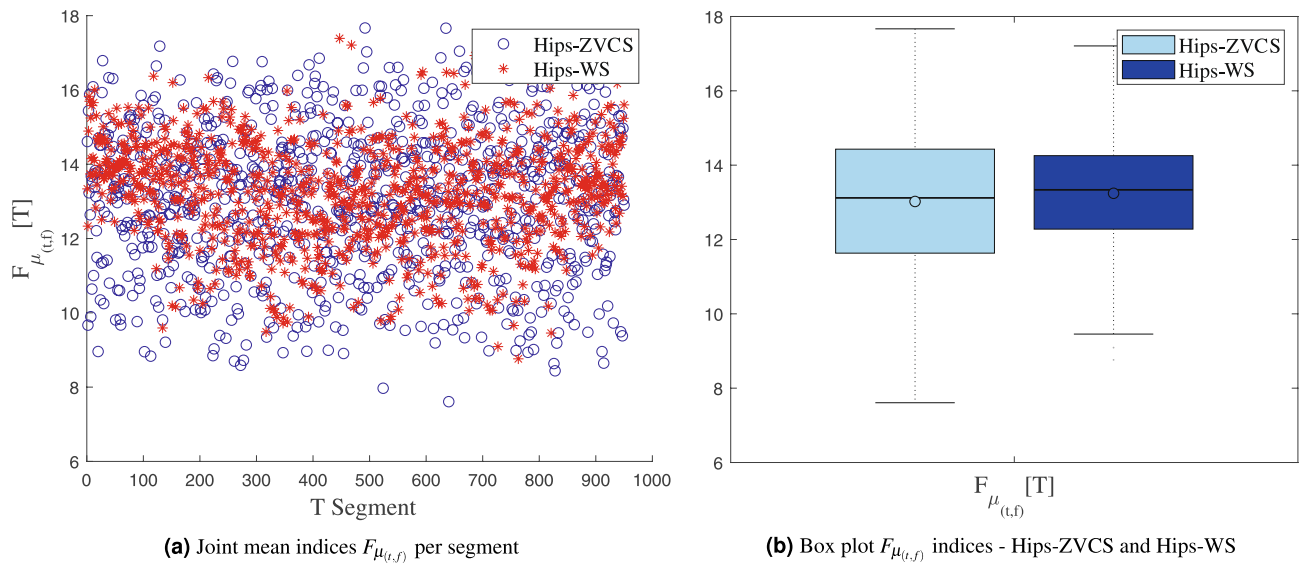 18
16
14
12
10
8
6
F μ(t,f) [T]
Hips-ZVCS
Hips-WS
0 100 200 300 400 500 600 700 800 900 1000
T Segment
(a) Joint mean indices Fμ(t,f) per segment
18
16
14
12
10
8
6
Hips-ZVCS
Hips-WS
F μ(t,f) [T]
(b) Box plot Fμ(t,f) indices - Hips-ZVCS and Hips-WS